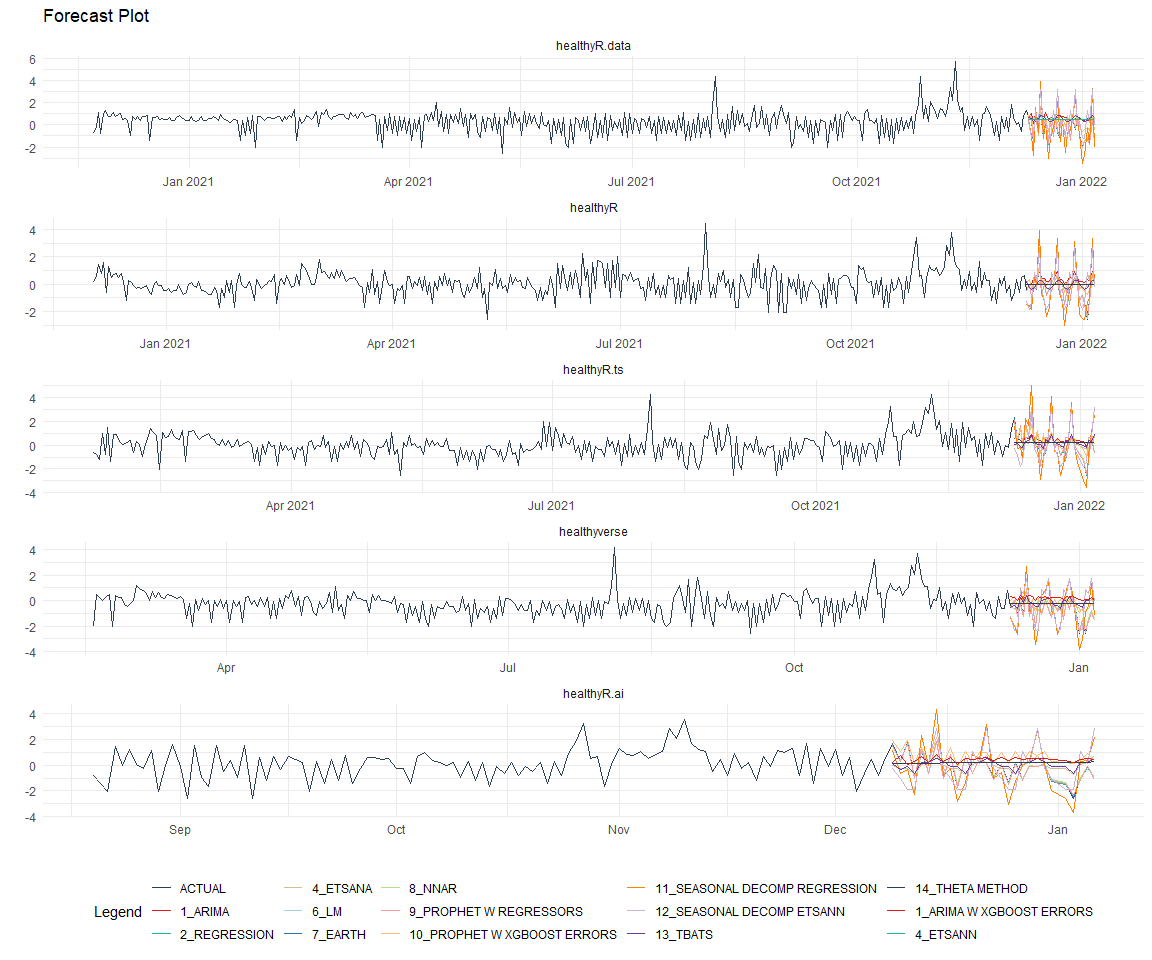 Forecast Plot
healthyR.data
6
4
2
0
-2
Jan 2021 Apr 2021 Jul 2021 Oct 2021 Jan 2022
healthyR
4
2
0
-2
Jan 2021 Apr 2021 Jul 2021 Oct 2021 Jan 2022
healthyR.ts
4
2
0
-2
-4
Apr 2021 Jul 2021 Oct 2021 Jan 2022
healthyverse
4
2
0
-2
-4
Apr Jul Oct Jan
healthyR.ai
4
2
0
-2
-4
Sep Oct Nov Dec Jan
ACTUAL 4_ETSANA 8_NNAR 11_SEASONAL DECOMP REGRESSION 14_THETA METHOD
Legend 1_ARIMA 6_LM 9_PROPHET W REGRESSORS 12_SEASONAL DECOMP ETSANN 1_ARIMA W XGBOOST ERRORS
2_REGRESSION 7_EARTH 10_PROPHET W XGBOOST ERRORS 13_TBATS 4_ETSANN